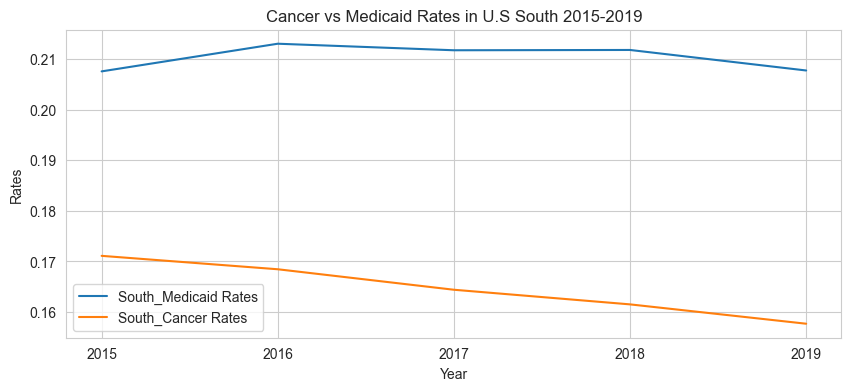 Cancer vs Medicaid Rates in U.S South 2015-2019
Rates
0.21
0.20
0.19
0.18
0.17
0.16
South_Medicaid Rates
South_Cancer Rates
2015 2016 2017 2018 2019
Year